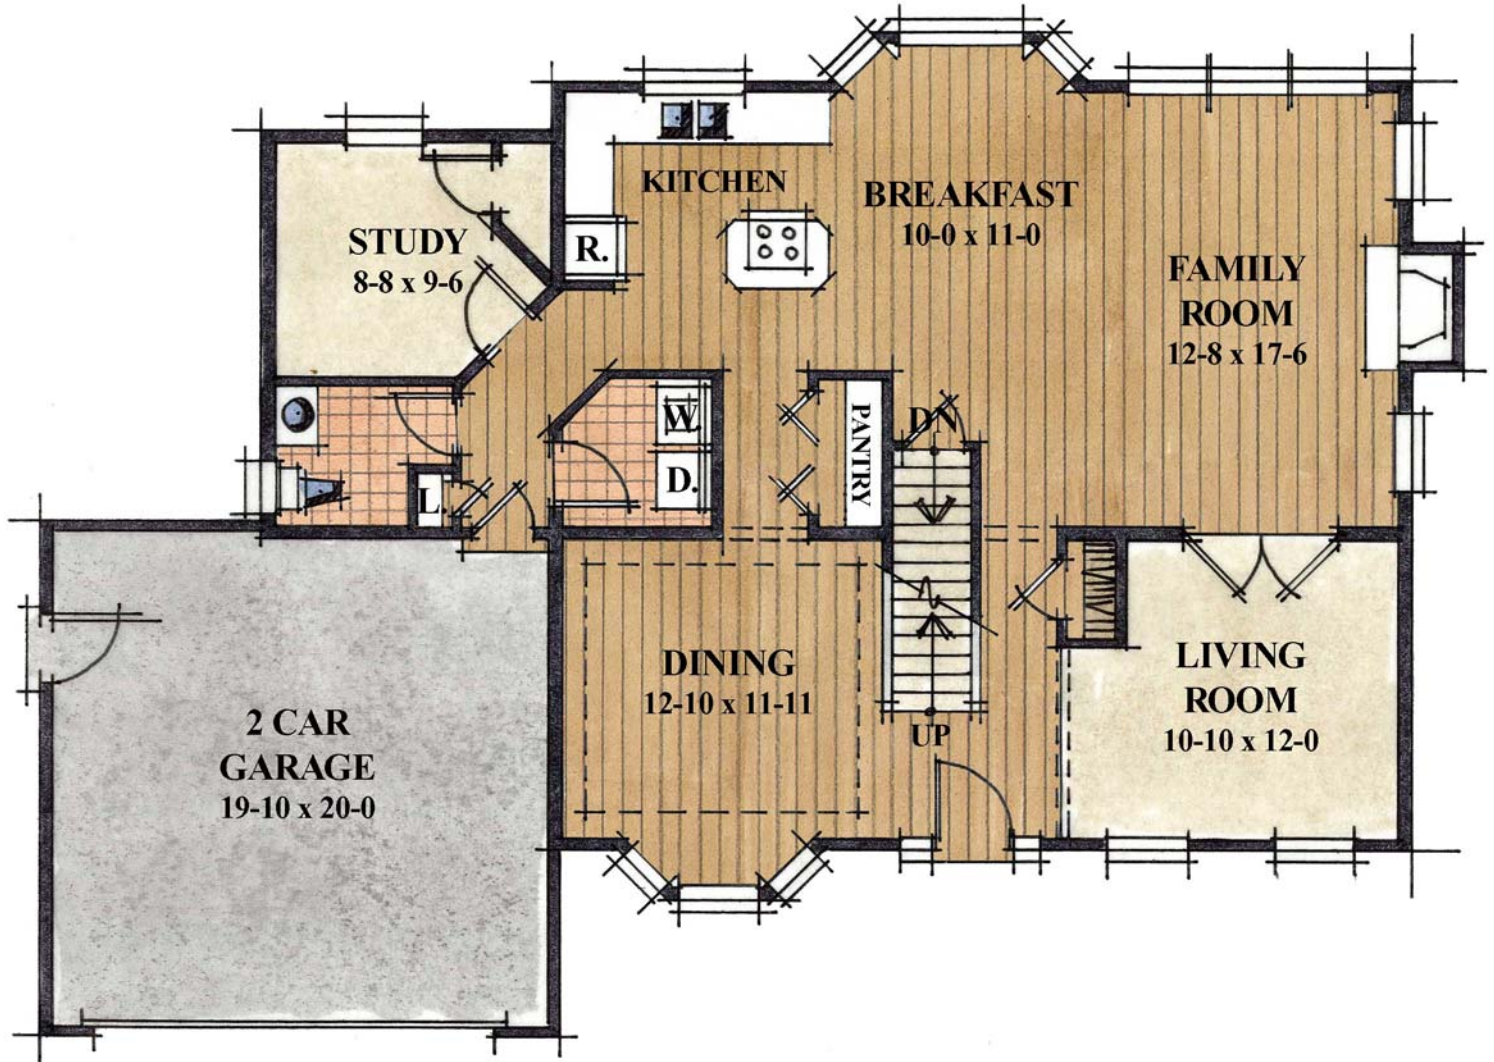 KITCHEN
BREAKFAST
10-0 x 11-0
STUDY
8-8 x 9-6
R.
FAMILY
ROOM
12-8 x 17-6
W.
D.
L.
PANTRY
DN
DINING
12-10 x 11-11
UP
LIVING
ROOM
10-10 x 12-0
2 CAR
GARAGE
19-10 x 20-0